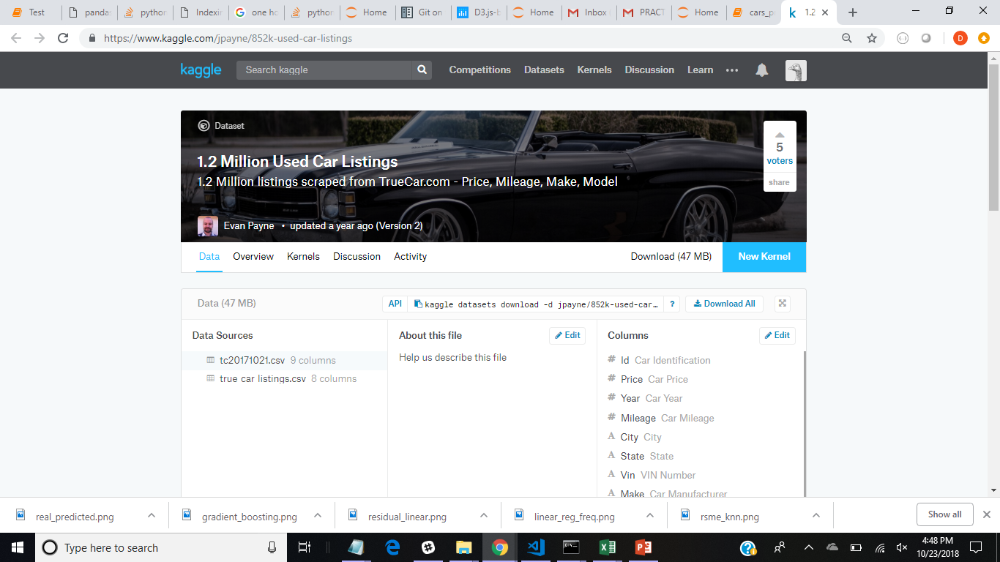 Test
panda
python
Indexin
one ho
python
Home
Git on
D3.js-b
Home
Inbox
PRACT
Home
cars_p
1.2
https://www.kaggle.com/jpayne/852k-used-car-listings
D
kaggle
Search kaggle
Competitions
Datasets
Kernels
Discussion
Learn
Dataset
1.2 Million Used Car Listings
1.2 Million listings scraped from TrueCar.com - Price, Mileage, Make, Model
Evan Payne • updated a year ago (Version 2)
5
voters
share
Data
Overview
Kernels
Discussion
Activity
Download (47 MB)
New Kernel
Data (47 MB)
API
kaggle datasets download -d jpayne/852k-used-car…
?
Download All
Data Sources
tc20171021.csv 9 columns
true car listings.csv 8 columns
About this file
Edit
Help us describe this file
Columns
Edit
# Id Car Identification
# Price Car Price
# Year Car Year
# Mileage Car Mileage
A City City
A State State
A Vin VIN Number
A Make Car Manufacturer
real_predicted.png
gradient_boosting.png
residual_linear.png
linear_reg_freq.png
rsme_knn.png
Show all
Type here to search
4:48 PM
10/23/2018